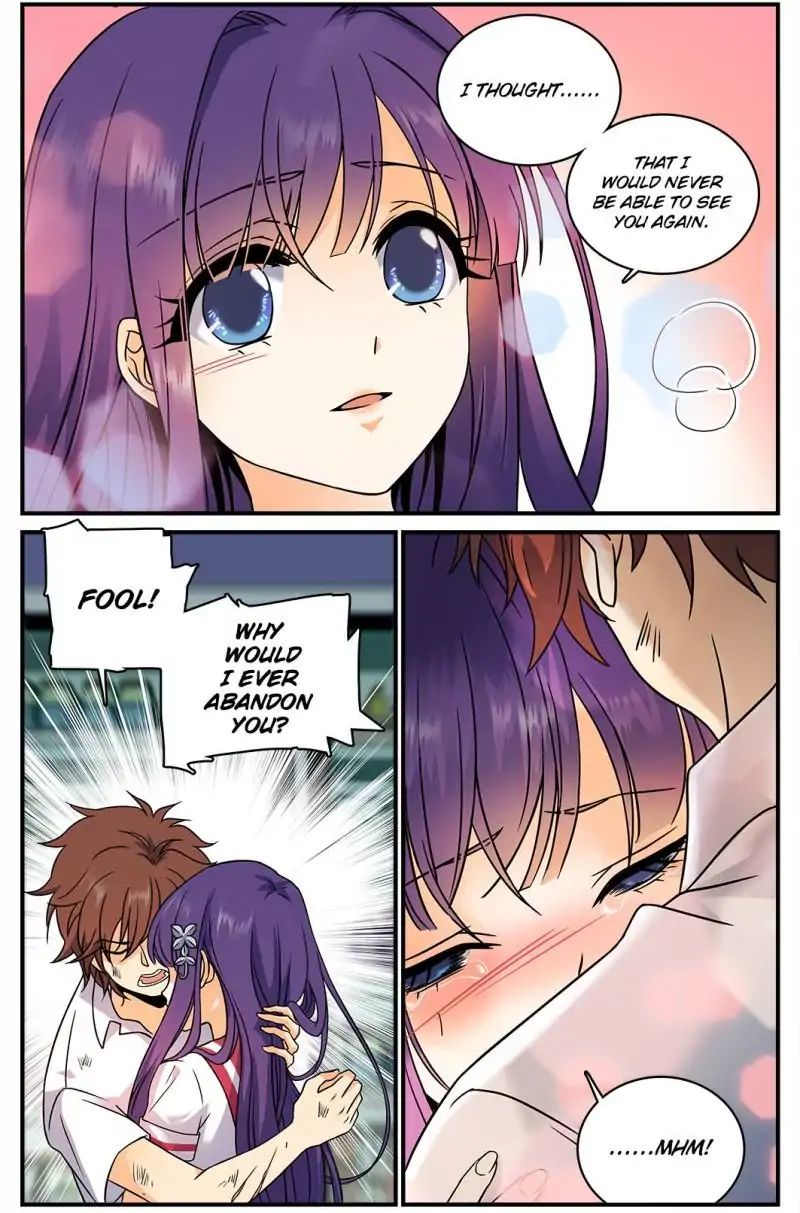 I THOUGHT......
THAT I
WOULD NEVER
BE ABLE TO SEE
YOU AGAIN.
FOOL!
WHY
WOULD
I EVER
ABANDON
YOU?
......MHM!